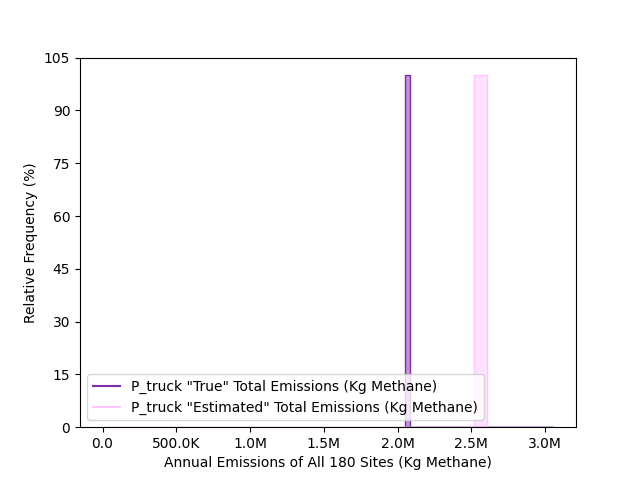 105
90
75
60
45
30
15
0
Relative Frequency (%)
P_truck "True" Total Emissions (Kg Methane)
P_truck "Estimated" Total Emissions (Kg Methane)
0.0 500.0K 1.0M 1.5M 2.0M 2.5M 3.0M
Annual Emissions of All 180 Sites (Kg Methane)